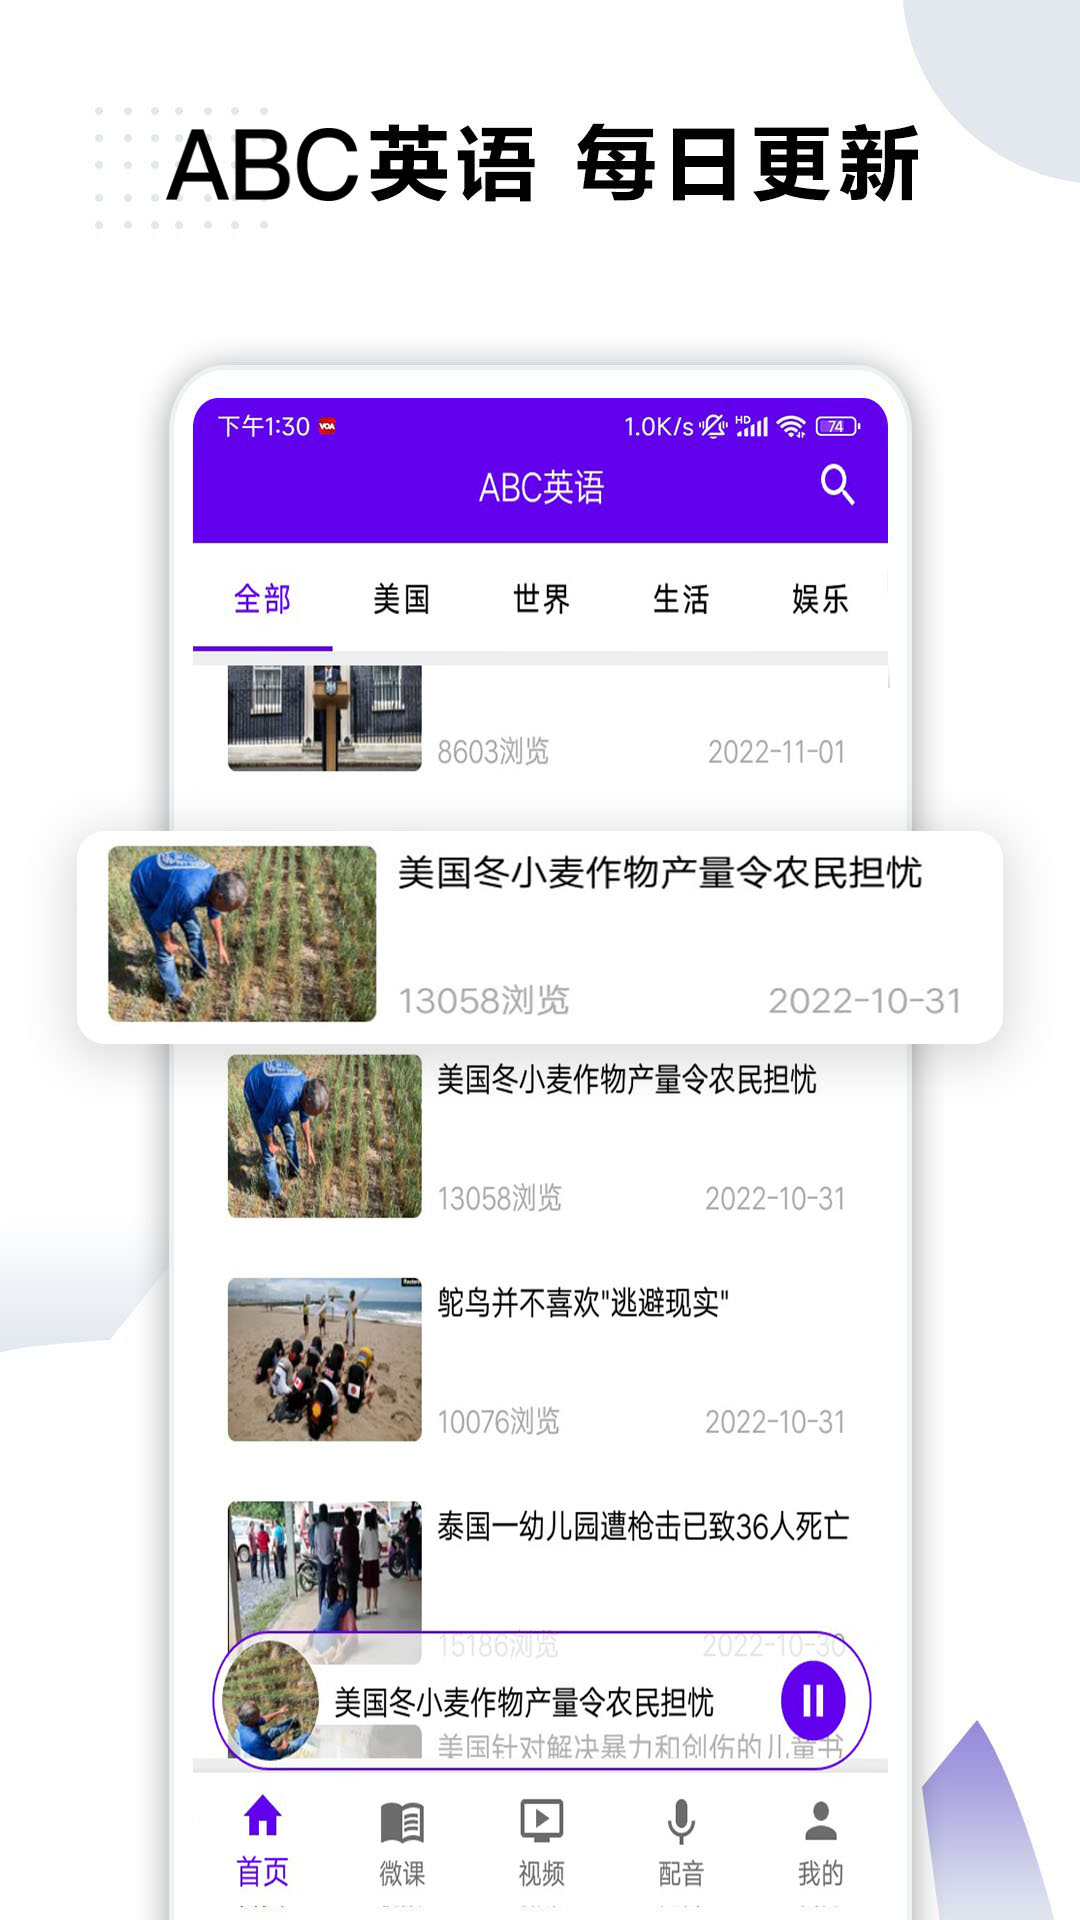 ABC英语 每日更新
下午1:30 VOA 1.0K/s HD 74
ABC英语
全部 美国 世界 生活 娱乐
8603浏览 2022-11-01
美国冬小麦作物产量令农民担忧
13058浏览 2022-10-31
美国冬小麦作物产量令农民担忧
13058浏览 2022-10-31
鸵鸟并不喜欢"逃避现实"
10076浏览 2022-10-31
泰国一幼儿园遭枪击已致36人死亡
15186浏览 2022-10-30
美国冬小麦作物产量令农民担忧
美国针对解决暴力和创伤的儿童书
首页 微课 视频 配音 我的